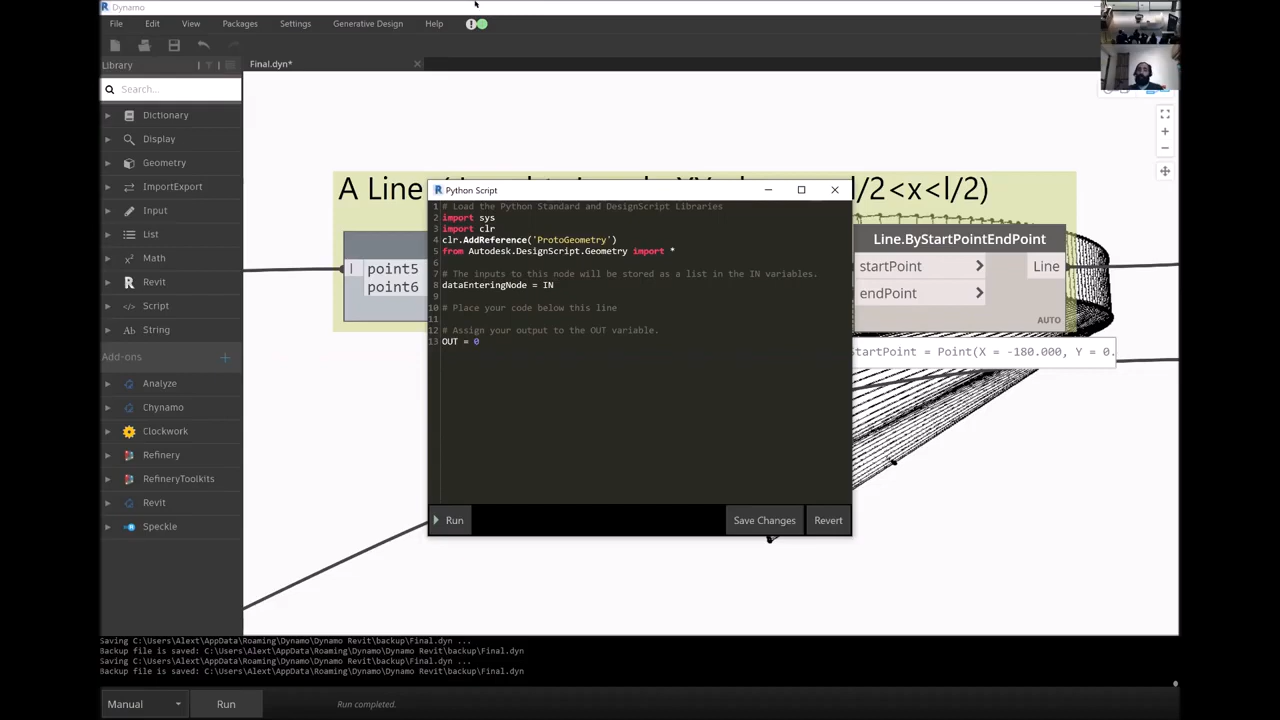 Dynamo
File Edit View Packages Settings Generative Design Help
Library
Final.dyn*
Search...
Dictionary
Display
Geometry
ImportExport
Input
List
Math
Revit
Script
String
Add-ons
Analyze
Chynamo
Clockwork
Refinery
RefineryToolkits
Revit
Speckle
A Line
l/2<x<l/2)
point5
point6
Line.ByStartPointEndPoint
startPoint > Line
endPoint >
AUTO
StartPoint = Point(X = -180.000, Y = 0.
Python Script
1 # Load the Python Standard and DesignScript Libraries
2 import sys
3 import clr
4 clr.AddReference('ProtoGeometry')
5 from Autodesk.DesignScript.Geometry import *
6
7 # The inputs to this node will be stored as a list in the IN variables.
8 dataEnteringNode = IN
9
10 # Place your code below this line
11
12 # Assign your output to the OUT variable.
13 OUT = 0
Run Save Changes Revert
Saving C:\Users\Alext\AppData\Roaming\Dynamo\Dynamo Revit\backup\Final.dyn ...
Backup file is saved: C:\Users\Alext\AppData\Roaming\Dynamo\Dynamo Revit\backup\Final.dyn
Saving C:\Users\Alext\AppData\Roaming\Dynamo\Dynamo Revit\backup\Final.dyn ...
Backup file is saved: C:\Users\Alext\AppData\Roaming\Dynamo\Dynamo Revit\backup\Final.dyn
Manual Run Run completed.